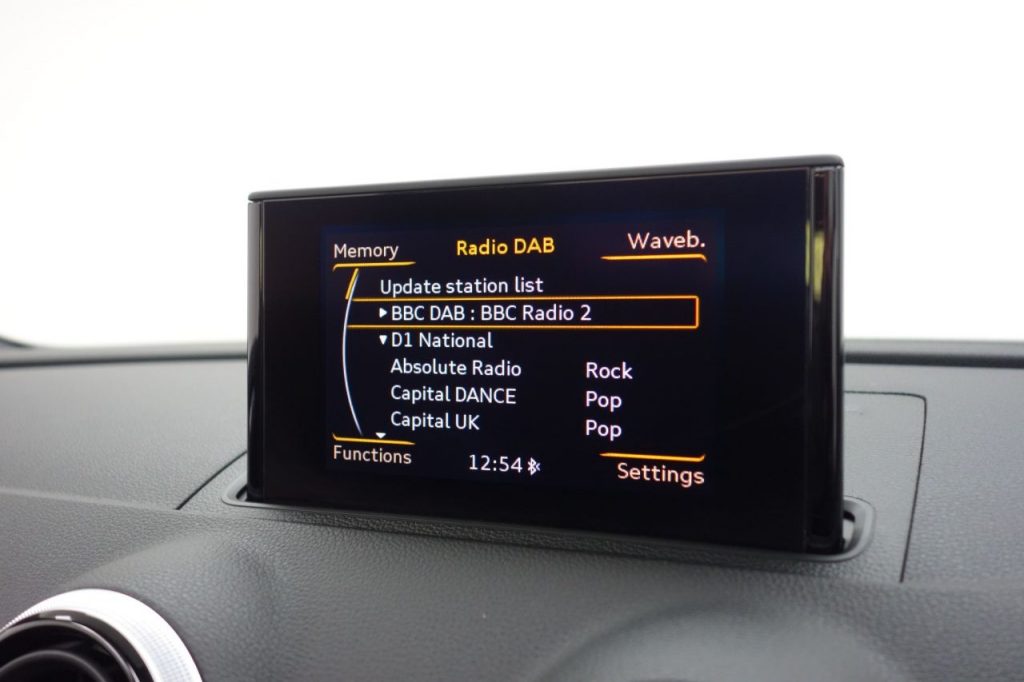 Memory Radio DAB Waveb.
Update station list
BBC DAB : BBC Radio 2
D1 National
Absolute Radio Rock
Capital DANCE Pop
Capital UK Pop
Functions 12:54 Settings